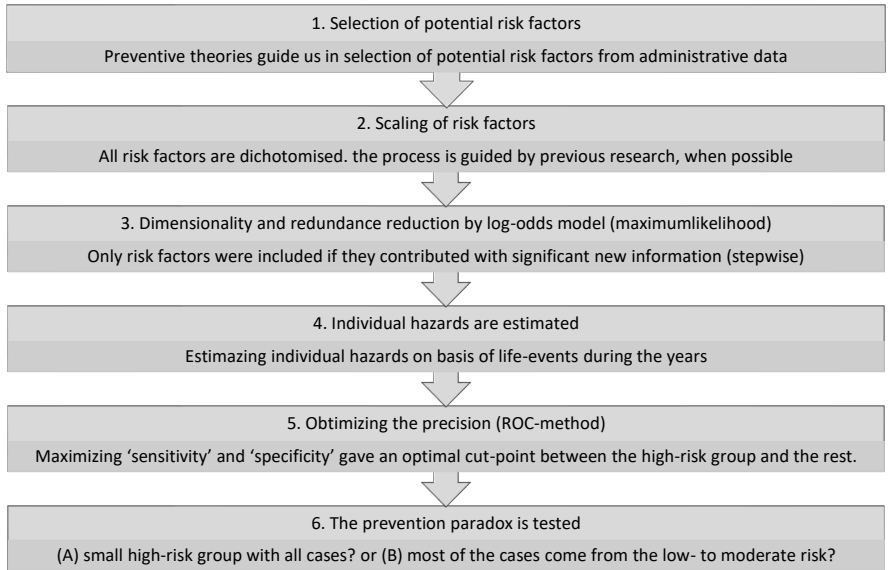 1. Selection of potential risk factors
Preventive theories guide us in selection of potential risk factors from administrative data
2. Scaling of risk factors
All risk factors are dichotomised. the process is guided by previous research, when possible
3. Dimensionality and redundance reduction by log-odds model (maximumlikelihood)
Only risk factors were included if they contributed with significant new information (stepwise)
4. Individual hazards are estimated
Estimazing individual hazards on basis of life-events during the years
5. Obtimizing the precision (ROC-method)
Maximizing ‘sensitivity’ and ‘specificity’ gave an optimal cut-point between the high-risk group and the rest.
6. The prevention paradox is tested
(A) small high-risk group with all cases? or (B) most of the cases come from the low- to moderate risk?